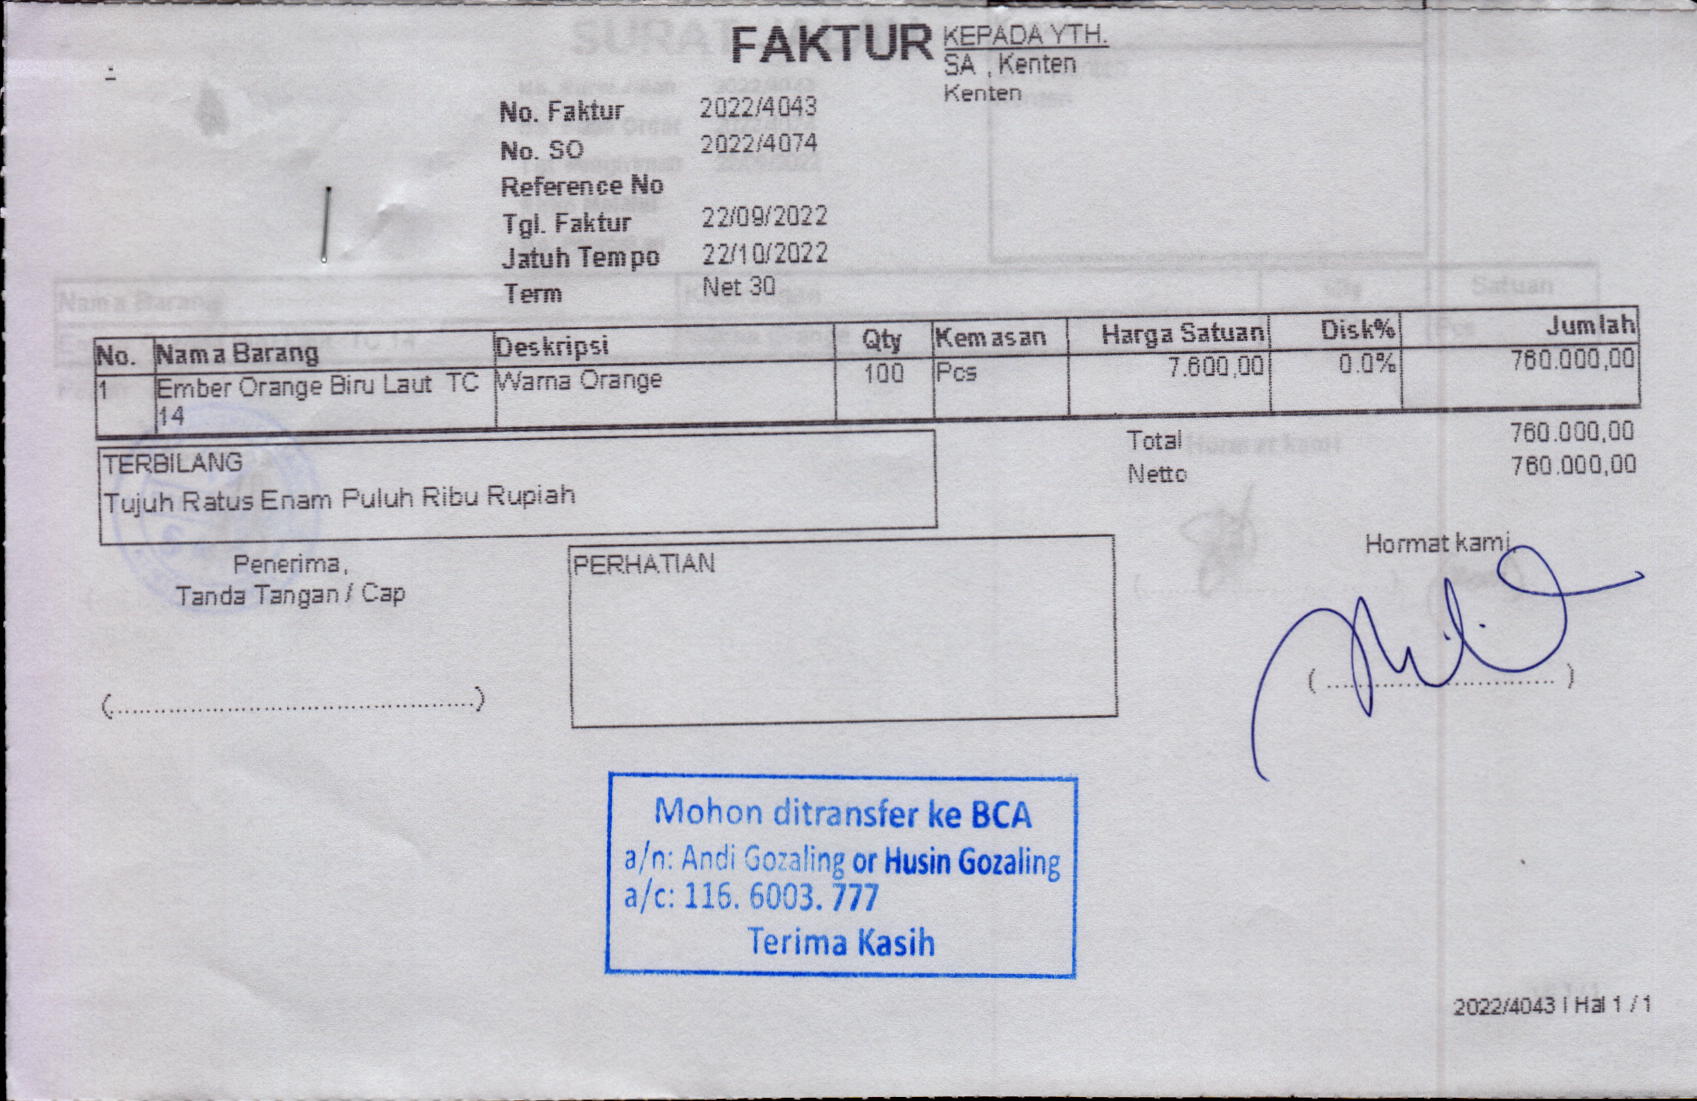 FAKTUR
KEPADA YTH.
SA , Kenten
Kenten
No. Faktur 2022/4043
No. SO 2022/4074
Reference No
Tgl. Faktur 22/09/2022
Jatuh Tempo 22/10/2022
Term Net 30
No. Nama Barang Deskripsi Qty Kemasan Harga Satuan Disk% Jumlah
1 Ember Orange Biru Laut TC 14 Warna Orange 100 Pcs 7.600,00 0.0% 760.000,00
Total 760.000,00
Netto 760.000,00
TERBILANG
Tujuh Ratus Enam Puluh Ribu Rupiah
Penerima,
Tanda Tangan / Cap
(...............................................)
PERHATIAN
Hormat kami,
( .............................. )
Mohon ditransfer ke BCA
a/n: Andi Gozaling or Husin Gozaling
a/c: 116. 6003. 777
Terima Kasih
2022/4043 | Hal 1 / 1